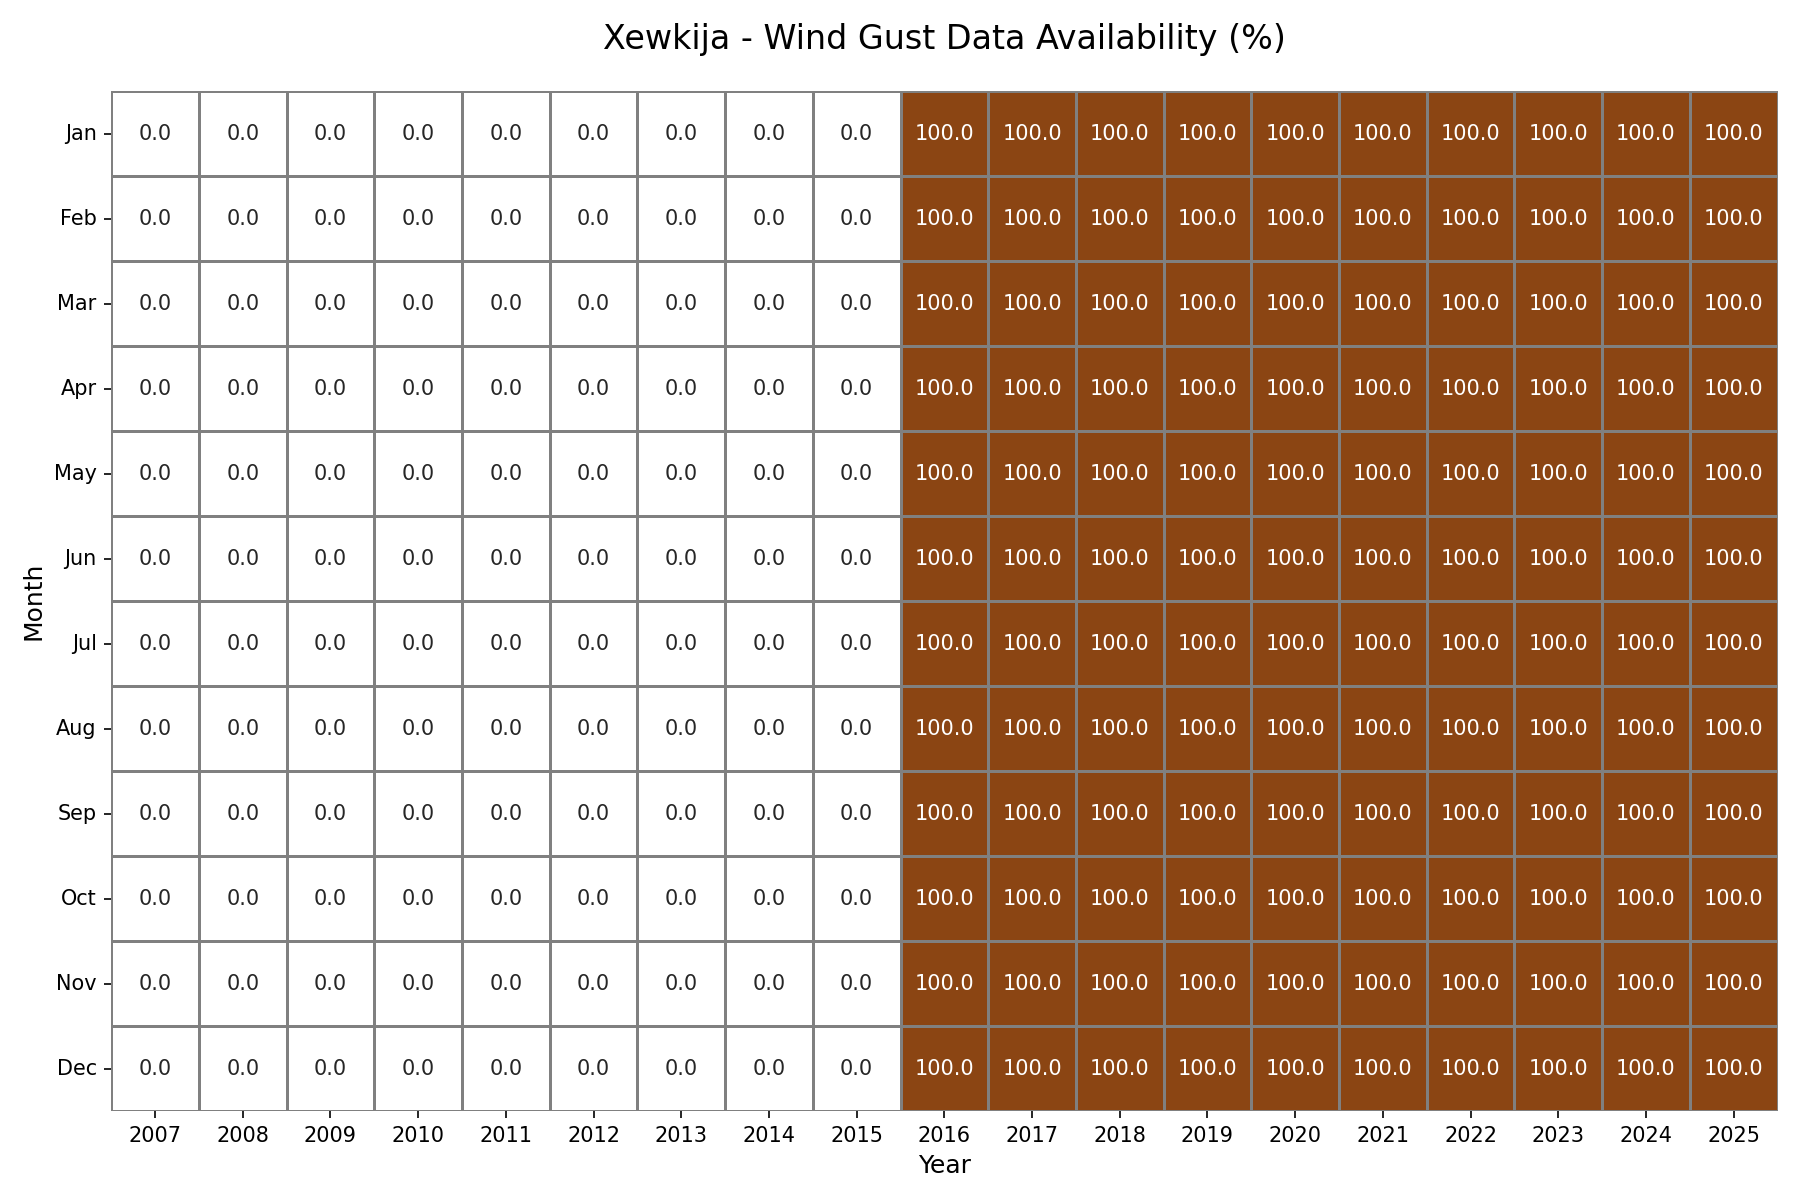 Xewkija - Wind Gust Data Availability (%)
Jan 0.0 0.0 0.0 0.0 0.0 0.0 0.0 0.0 0.0 100.0 100.0 100.0 100.0 100.0 100.0 100.0 100.0 100.0 100.0
Feb 0.0 0.0 0.0 0.0 0.0 0.0 0.0 0.0 0.0 100.0 100.0 100.0 100.0 100.0 100.0 100.0 100.0 100.0 100.0
Mar 0.0 0.0 0.0 0.0 0.0 0.0 0.0 0.0 0.0 100.0 100.0 100.0 100.0 100.0 100.0 100.0 100.0 100.0 100.0
Apr 0.0 0.0 0.0 0.0 0.0 0.0 0.0 0.0 0.0 100.0 100.0 100.0 100.0 100.0 100.0 100.0 100.0 100.0 100.0
May 0.0 0.0 0.0 0.0 0.0 0.0 0.0 0.0 0.0 100.0 100.0 100.0 100.0 100.0 100.0 100.0 100.0 100.0 100.0
Jun 0.0 0.0 0.0 0.0 0.0 0.0 0.0 0.0 0.0 100.0 100.0 100.0 100.0 100.0 100.0 100.0 100.0 100.0 100.0
Month
Jul 0.0 0.0 0.0 0.0 0.0 0.0 0.0 0.0 0.0 100.0 100.0 100.0 100.0 100.0 100.0 100.0 100.0 100.0 100.0
Aug 0.0 0.0 0.0 0.0 0.0 0.0 0.0 0.0 0.0 100.0 100.0 100.0 100.0 100.0 100.0 100.0 100.0 100.0 100.0
Sep 0.0 0.0 0.0 0.0 0.0 0.0 0.0 0.0 0.0 100.0 100.0 100.0 100.0 100.0 100.0 100.0 100.0 100.0 100.0
Oct 0.0 0.0 0.0 0.0 0.0 0.0 0.0 0.0 0.0 100.0 100.0 100.0 100.0 100.0 100.0 100.0 100.0 100.0 100.0
Nov 0.0 0.0 0.0 0.0 0.0 0.0 0.0 0.0 0.0 100.0 100.0 100.0 100.0 100.0 100.0 100.0 100.0 100.0 100.0
Dec 0.0 0.0 0.0 0.0 0.0 0.0 0.0 0.0 0.0 100.0 100.0 100.0 100.0 100.0 100.0 100.0 100.0 100.0 100.0
2007 2008 2009 2010 2011 2012 2013 2014 2015 2016 2017 2018 2019 2020 2021 2022 2023 2024 2025
Year